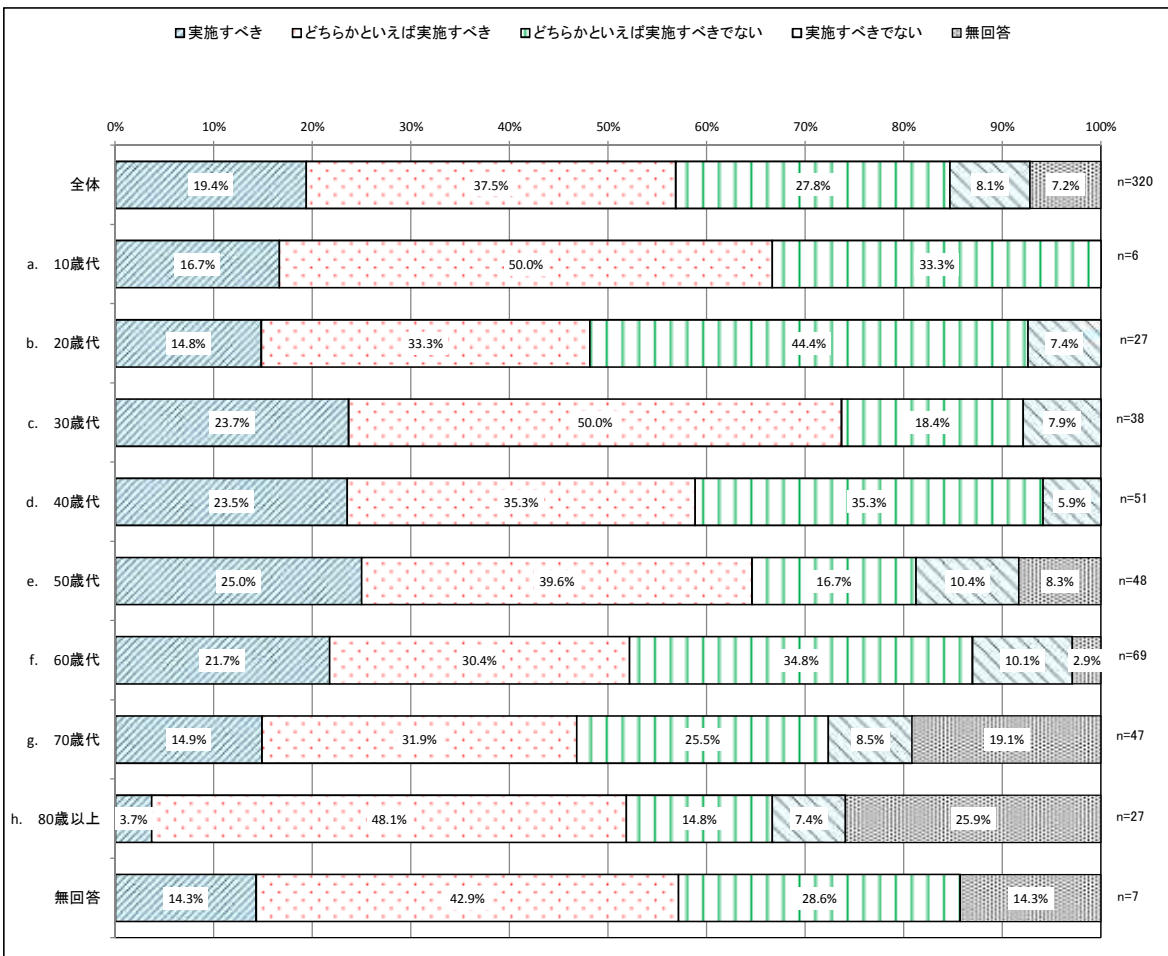 実施すべき どちらかといえば実施すべき どちらかといえば実施すべきでない 実施すべきでない 無回答
0% 10% 20% 30% 40% 50% 60% 70% 80% 90% 100%
全体 19.4% 37.5% 27.8% 8.1% 7.2% n=320
a. 10歳代 16.7% 50.0% 33.3% n=6
b. 20歳代 14.8% 33.3% 44.4% 7.4% n=27
c. 30歳代 23.7% 50.0% 18.4% 7.9% n=38
d. 40歳代 23.5% 35.3% 35.3% 5.9% n=51
e. 50歳代 25.0% 39.6% 16.7% 10.4% 8.3% n=48
f. 60歳代 21.7% 30.4% 34.8% 10.1% 2.9% n=69
g. 70歳代 14.9% 31.9% 25.5% 8.5% 19.1% n=47
h. 80歳以上 3.7% 48.1% 14.8% 7.4% 25.9% n=27
無回答 14.3% 42.9% 28.6% 14.3% n=7